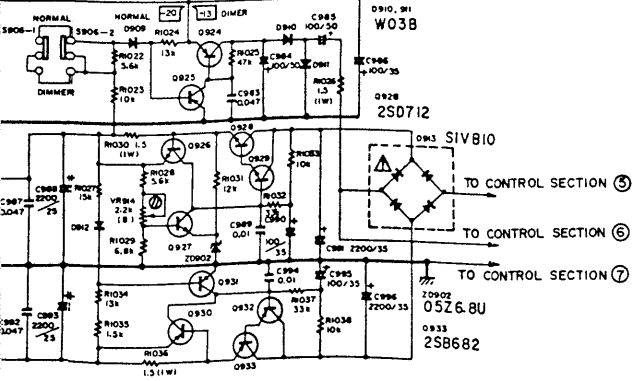 -20 -13 DIMER
NORMAL
S906-1 S906-2
DIMMER
NORMAL
D909
R1024
13k
Q924
R1022
5.6k
R1023
10k
Q925
R1025
47k
C983
0.047
C984
100/50
D910
D911
C985
100/50
R1026
1.5
(1W)
C986
100/35
D910, 911
W03B
Q928
2SD712
D913 S1VB10
R1030 1.5
(1W)
Q926
Q928
Q929
R1027
15k
R1028
5.6k
VR914
2.2k
(B)
R1029
6.8k
Q927
R1031
12k
ZD902
R1032
33k
C989
0.01
C990
100/35
10k
C991 2200/35
C987
0.047
C988
2200/25
D912
TO CONTROL SECTION ⑤
TO CONTROL SECTION ⑥
TO CONTROL SECTION ⑦
ZD902
05Z6.8U
Q933
2SB682
Q931
C994
0.01
C995
100/35
C996
2200/35
R1034
13k
R1035
1.5k
Q930
Q932
R1037
33k
R1038
10k
R1036
1.5 (1W)
Q933
C992
0.047
C993
2200/25